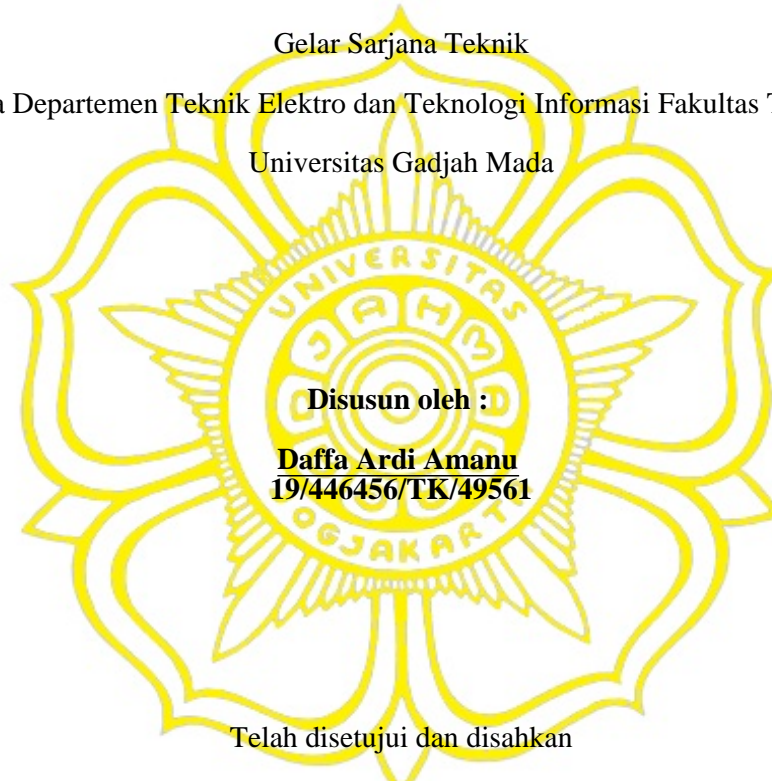 Gelar Sarjana Teknik
a Departemen Teknik Elektro dan Teknologi Informasi Fakultas
Universitas Gadjah Mada
UNIVERSITAS
Disusun oleh :
Daffa Ardi Amanu
19/446456/TK/49561
Telah disetujui dan disahkan